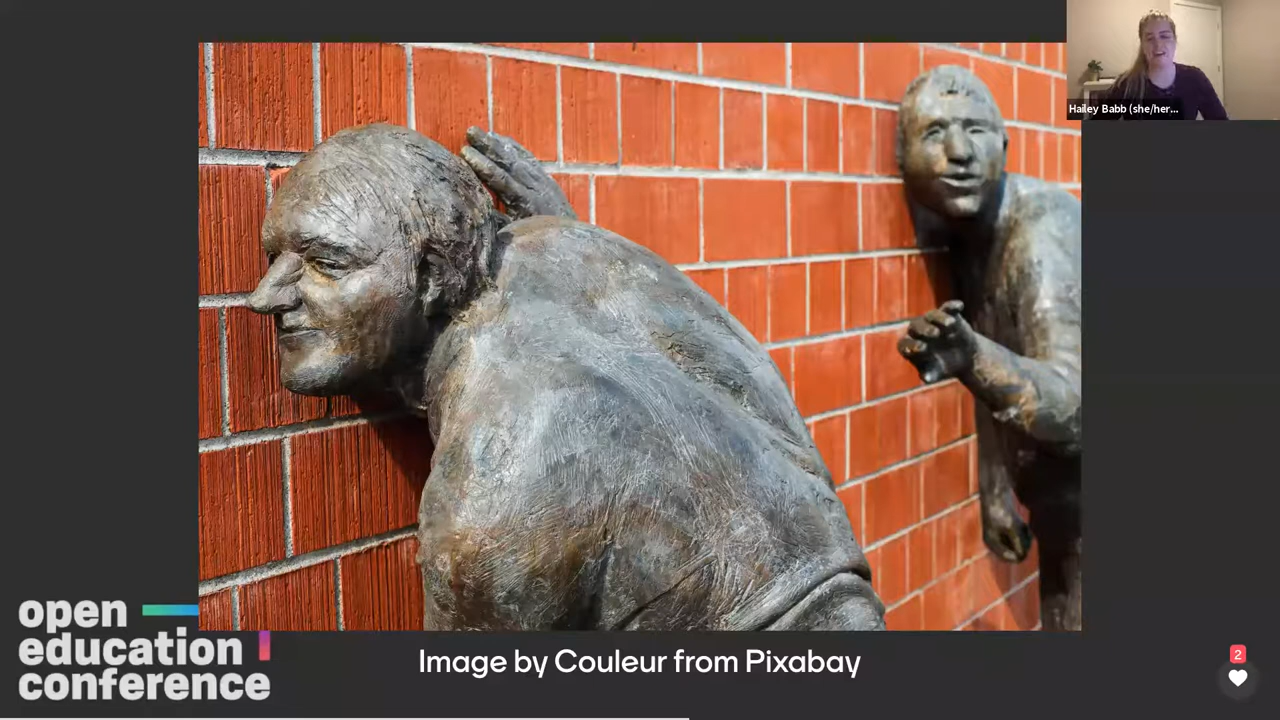 Hailey Babb (she/her...
open
education
conference
Image by Couleur from Pixabay
2